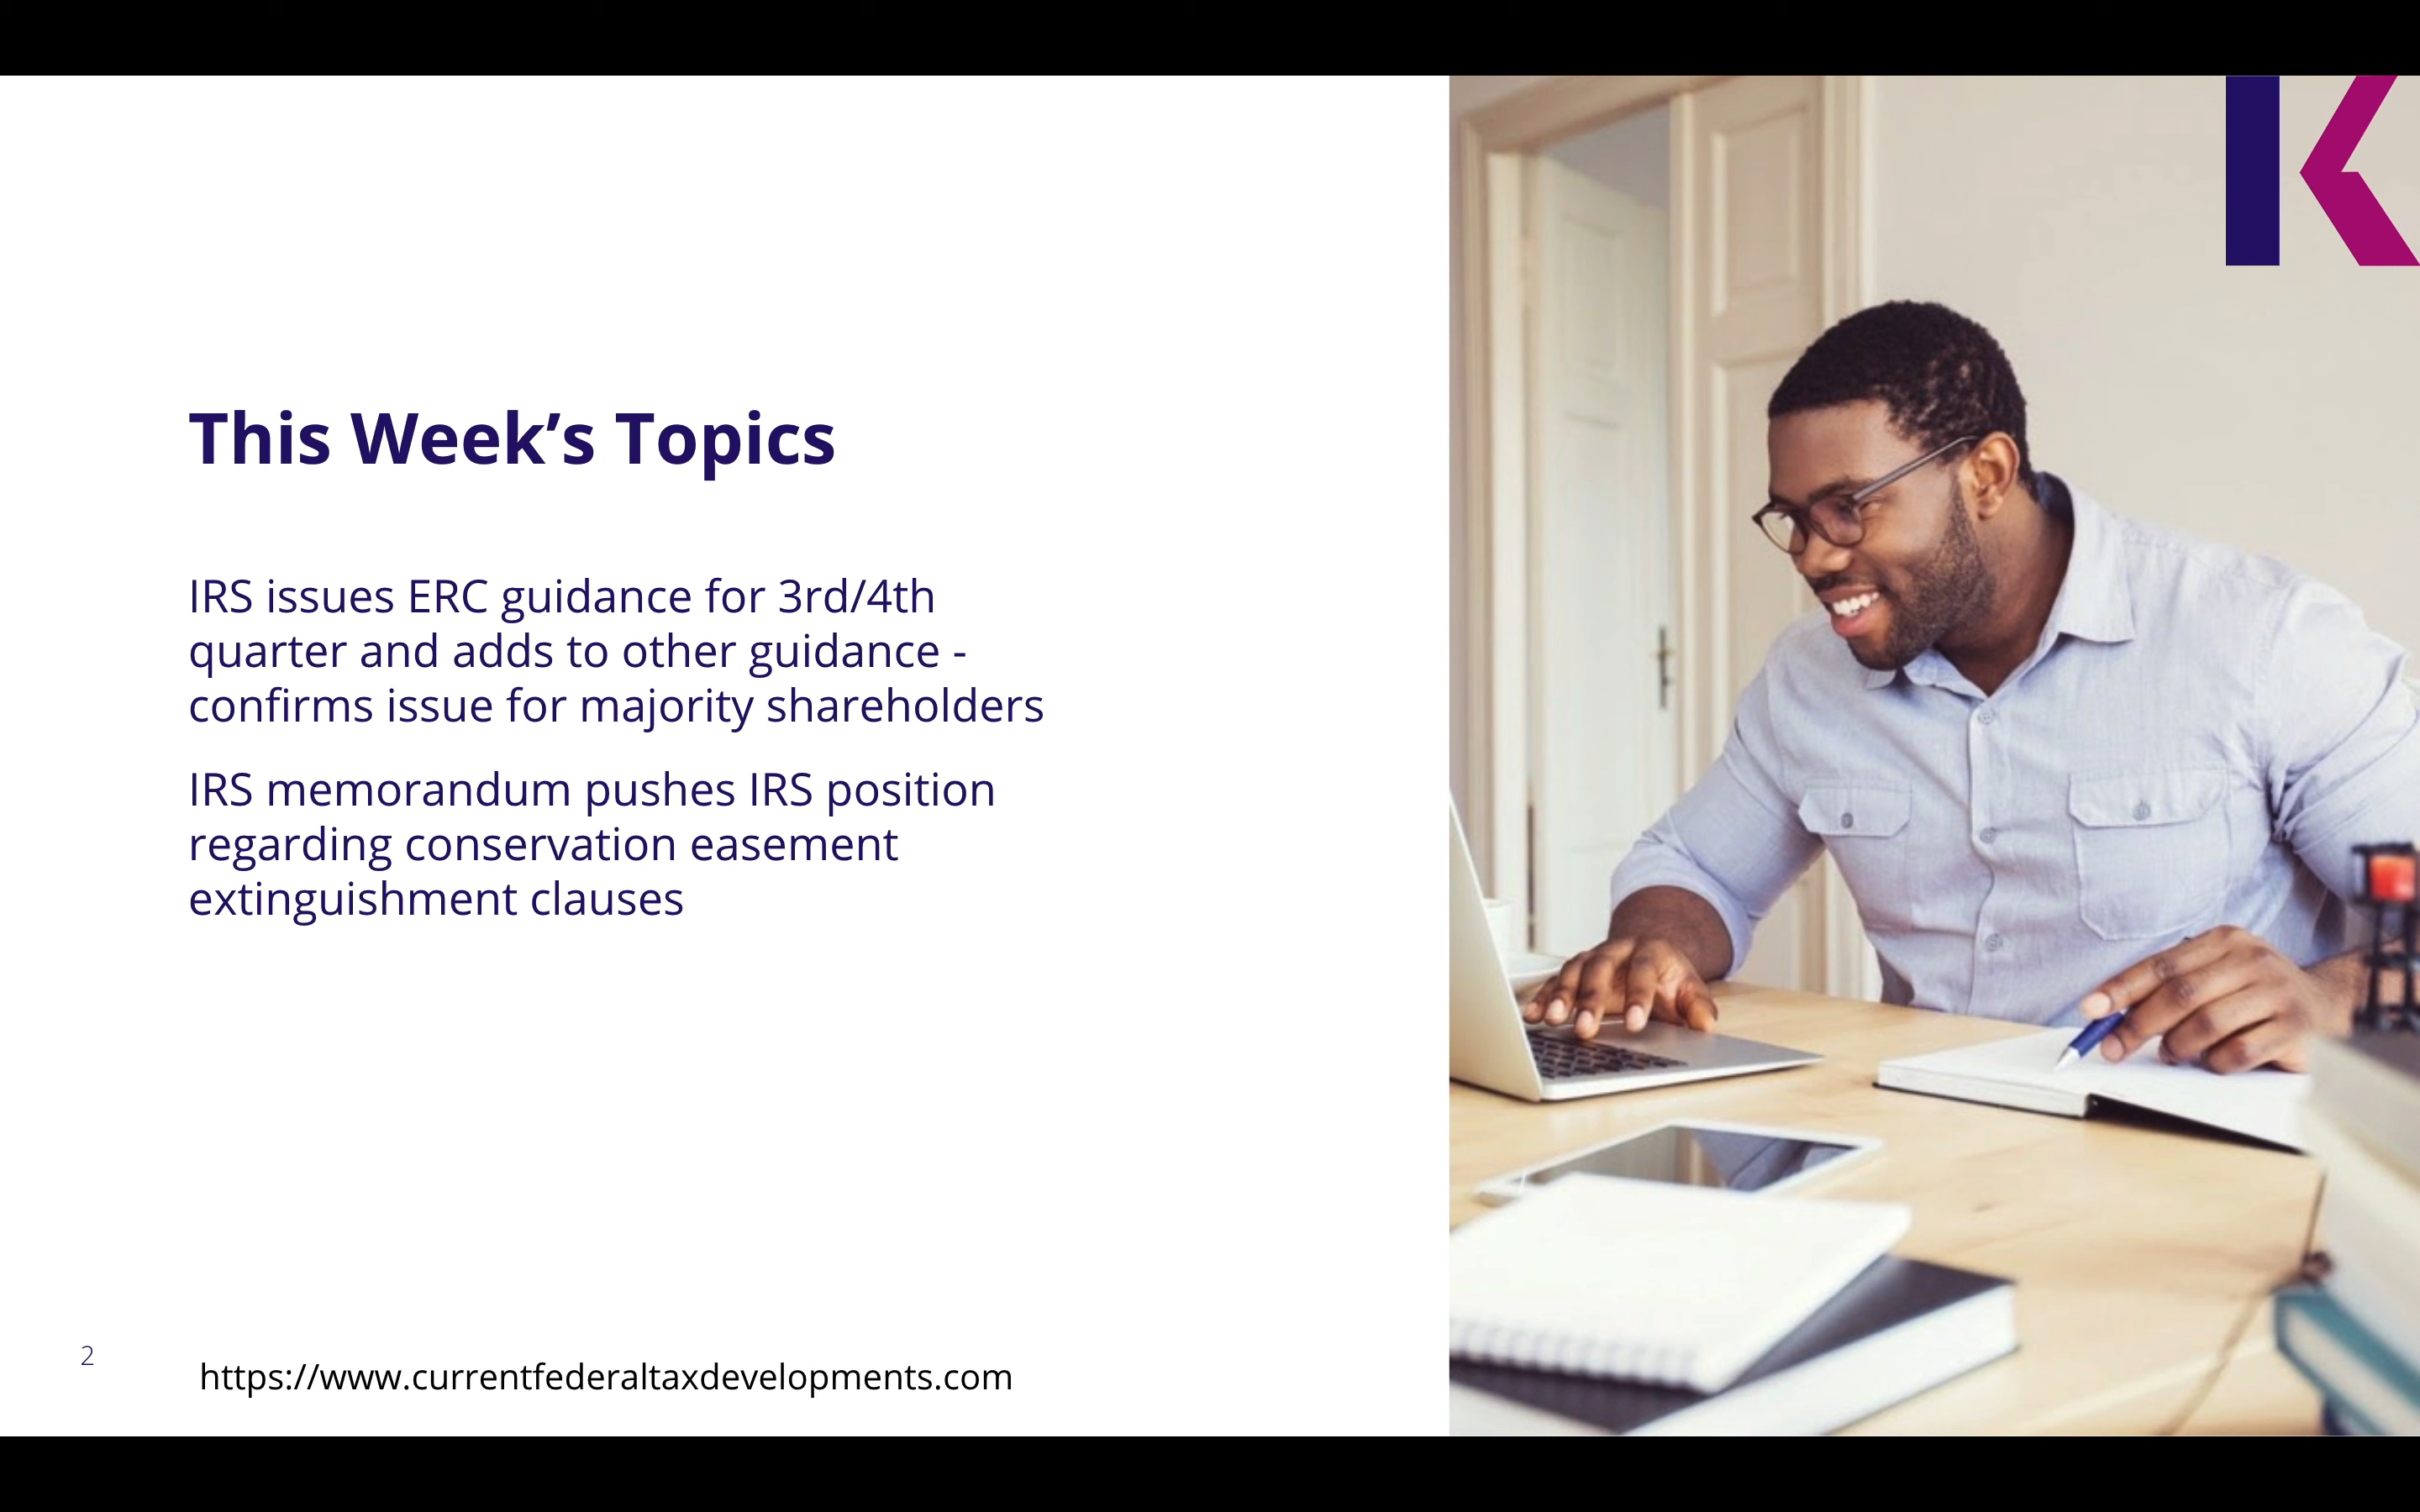 This Week’s Topics
IRS issues ERC guidance for 3rd/4th
quarter and adds to other guidance -
confirms issue for majority shareholders
IRS memorandum pushes IRS position
regarding conservation easement
extinguishment clauses
2
https://www.currentfederaltaxdevelopments.com
K